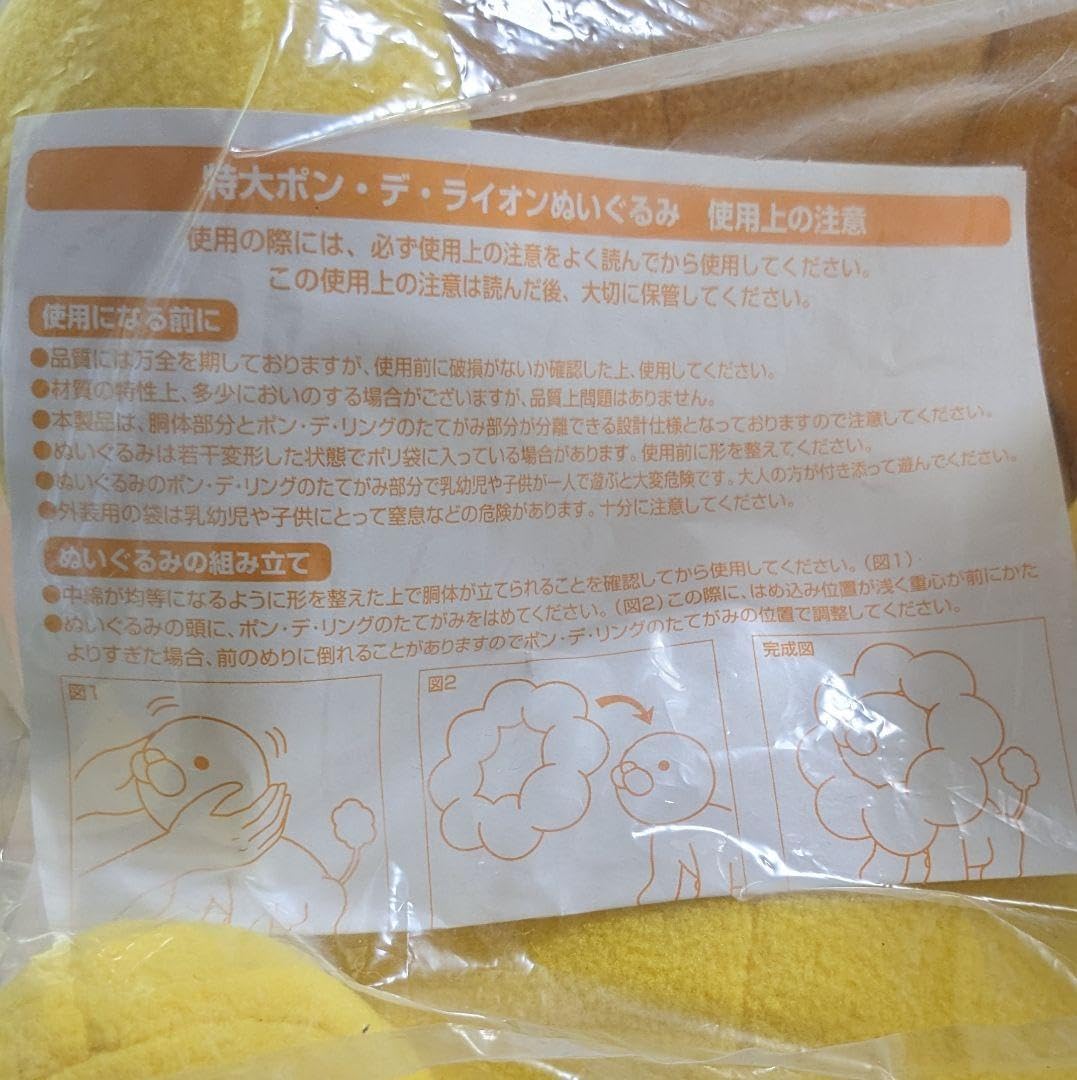 特大ポン・デ・ライオンぬいぐるみ 使用上の注意
使用の際には、必ず使用上の注意をよく読んでから使用してください。
この使用上の注意は読んだ後、大切に保管してください。
使用になる前に
●品質には万全を期しておりますが、使用前に破損がないか確認した上、使用してください。
●材質の特性上、多少においのする場合がございますが、品質上問題はありません。
●本製品は、胴体部分とポン・デ・リングのたてがみ部分が分離できる設計仕様となっておりますので注意してください。
●ぬいぐるみは若干変形した状態でポリ袋に入っている場合があります。使用前に形を整えてください。
●ぬいぐるみのポン・デ・リングのたてがみ部分で乳幼児や子供が一人で遊ぶと大変危険です。大人の方が付き添って遊んでください。
●外装用の袋は乳幼児や子供にとって窒息などの危険があります。十分に注意してください。
ぬいぐるみの組み立て
●中綿が均等になるように形を整えた上で胴体が立てられることを確認してから使用してください。(図1)
●ぬいぐるみの頭に、ポン・デ・リングのたてがみをはめてください。(図2)この際に、はめ込み位置が浅く重心が前にかた
よりすぎた場合、前のめりに倒れることがありますのでポン・デ・リングのたてがみの位置で調整してください。
図1
図2
完成図